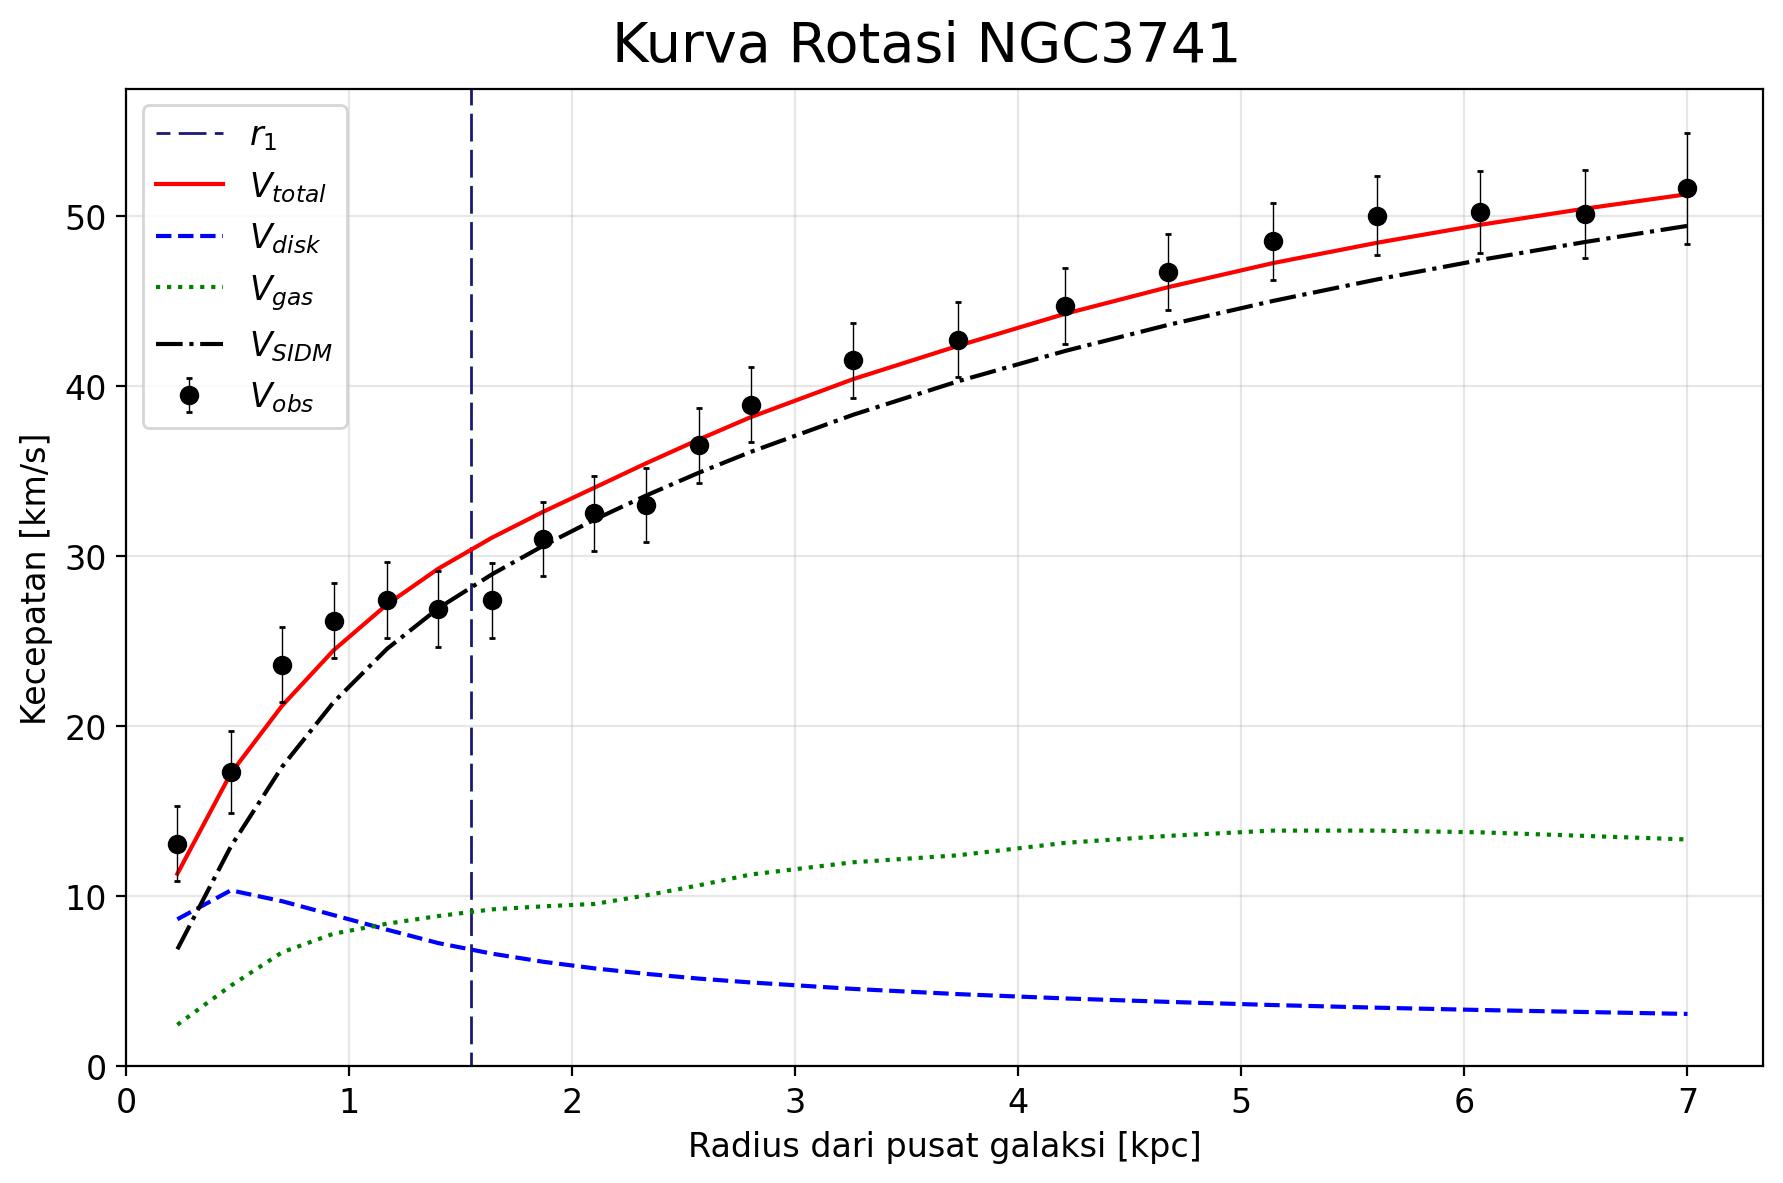 Kurva Rotasi NGC3741
r1
Vtotal
Vdisk
Vgas
VSIDM
Vobs
Kecepatan [km/s]
50
40
30
20
10
0
0 1 2 3 4 5 6 7
Radius dari pusat galaksi [kpc]